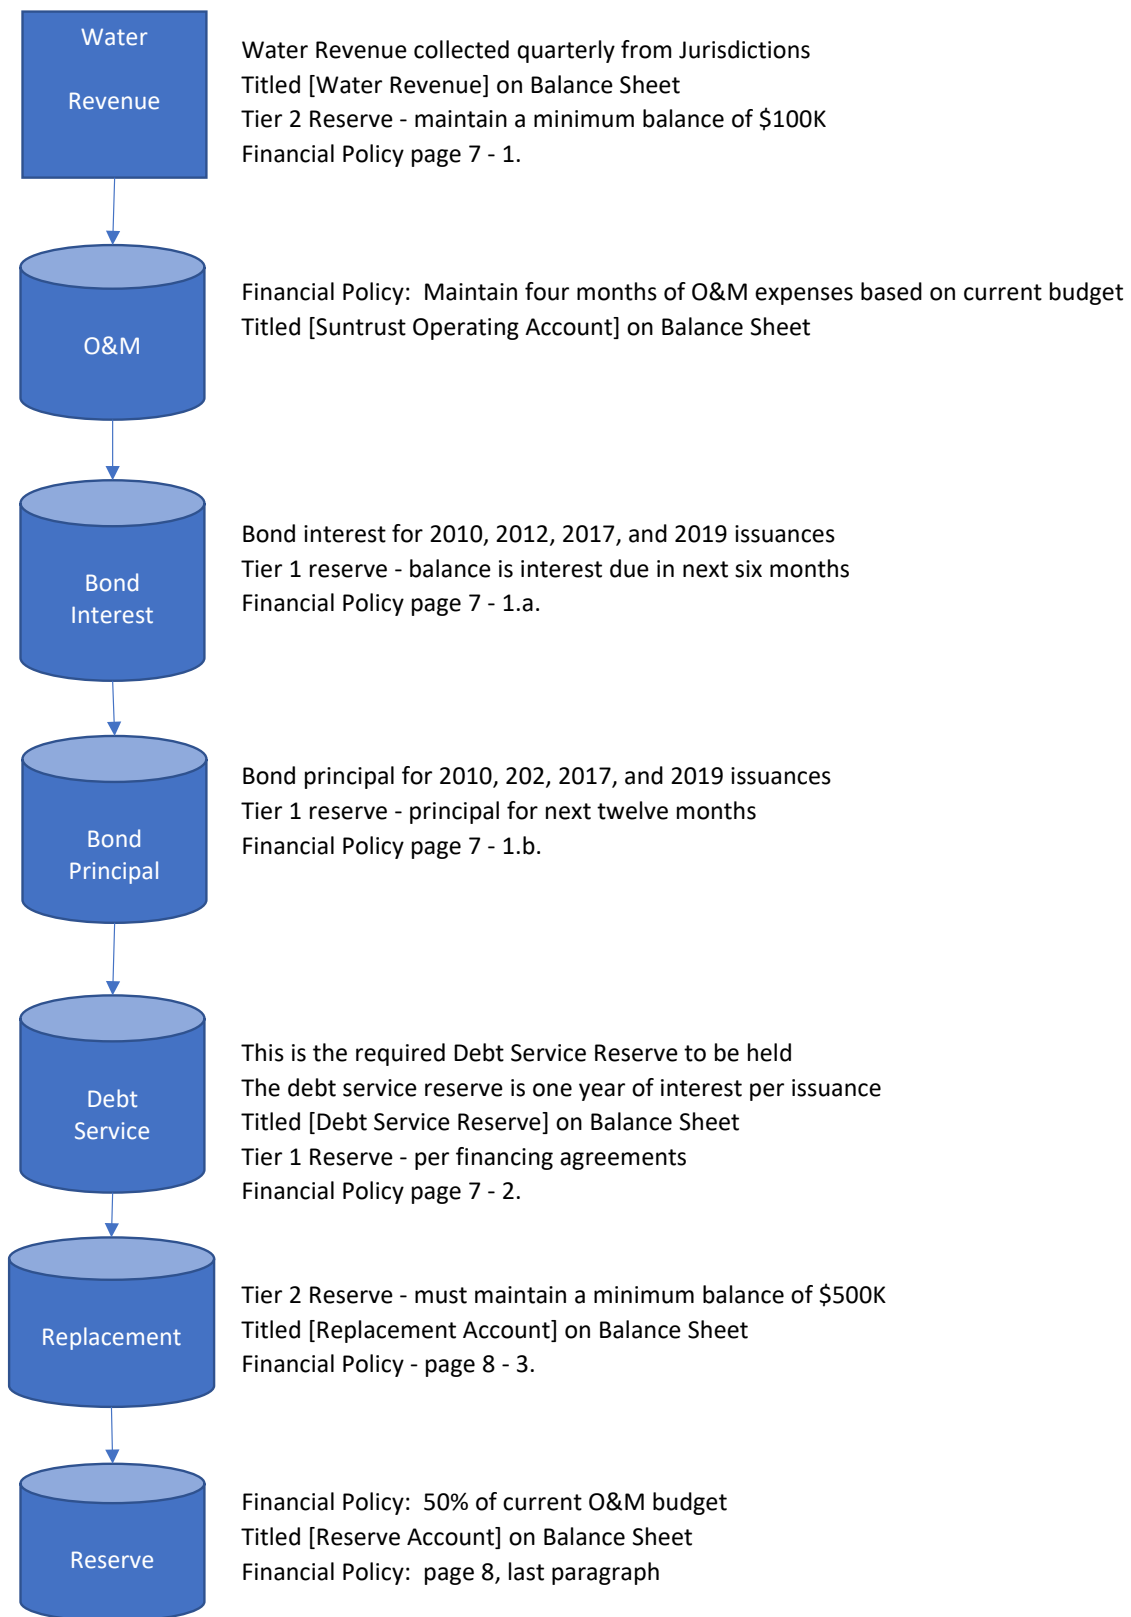 Water
Revenue
Water Revenue collected quarterly from Jurisdictions
Titled [Water Revenue] on Balance Sheet
Tier 2 Reserve - maintain a minimum balance of $100K
Financial Policy page 7 - 1.
O&M
Financial Policy:  Maintain four months of O&M expenses based on current budget
Titled [Suntrust Operating Account] on Balance Sheet
Bond
Interest
Bond interest for 2010, 2012, 2017, and 2019 issuances
Tier 1 reserve - balance is interest due in next six months
Financial Policy page 7 - 1.a.
Bond
Principal
Bond principal for 2010, 202, 2017, and 2019 issuances
Tier 1 reserve - principal for next twelve months
Financial Policy page 7 - 1.b.
Debt
Service
This is the required Debt Service Reserve to be held
The debt service reserve is one year of interest per issuance
Titled [Debt Service Reserve] on Balance Sheet
Tier 1 Reserve - per financing agreements
Financial Policy page 7 - 2.
Replacement
Tier 2 Reserve - must maintain a minimum balance of $500K
Titled [Replacement Account] on Balance Sheet
Financial Policy - page 8 - 3.
Reserve
Financial Policy:  50% of current O&M budget
Titled [Reserve Account] on Balance Sheet
Financial Policy:  page 8, last paragraph